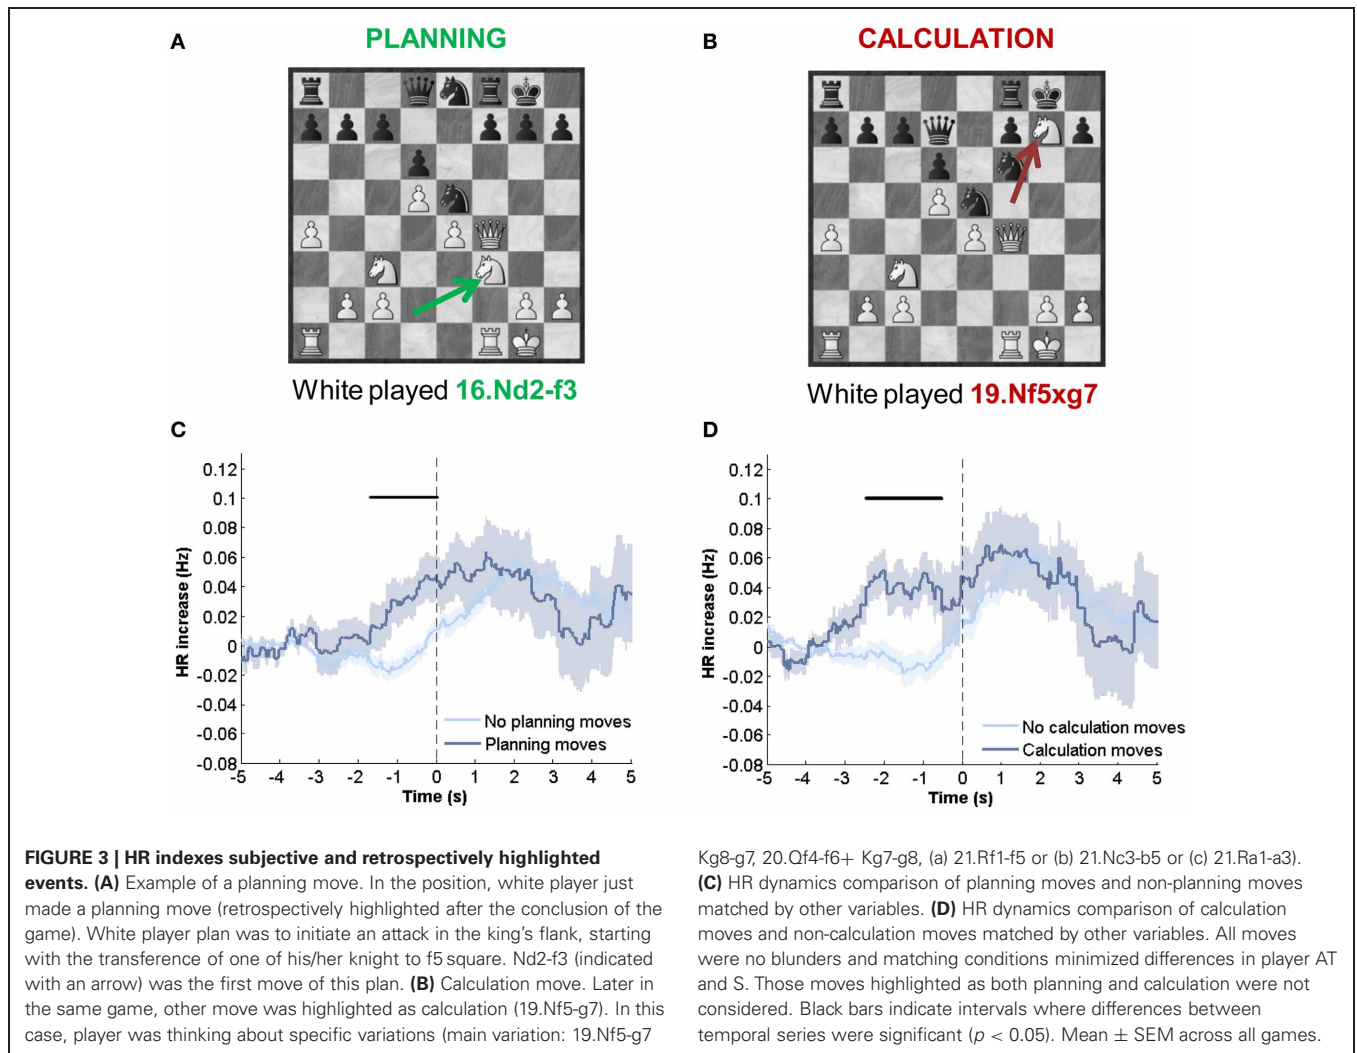 A
PLANNING
White played 16.Nd2-f3
B
CALCULATION
White played 19.Nf5xg7
C
0.12
0.1
0.08
0.06
0.04
0.02
0
-0.02
-0.04
-0.06
-0.08
HR increase (Hz)
-5 -4 -3 -2 -1 0 1 2 3 4 5
Time (s)
No planning moves
Planning moves
D
0.12
0.1
0.08
0.06
0.04
0.02
0
-0.02
-0.04
-0.06
-0.08
HR increase (Hz)
-5 -4 -3 -2 -1 0 1 2 3 4 5
Time (s)
No calculation moves
Calculation moves
FIGURE 3 | HR indexes subjective and retrospectively highlighted
events. (A) Example of a planning move. In the position, white player just
made a planning move (retrospectively highlighted after the conclusion of the
game). White player plan was to initiate an attack in the king's flank, starting
with the transference of one of his/her knight to f5 square. Nd2-f3 (indicated
with an arrow) was the first move of this plan. (B) Calculation move. Later in
the same game, other move was highlighted as calculation (19.Nf5-g7). In this
case, player was thinking about specific variations (main variation: 19.Nf5-g7
Kg8-g7, 20.Qf4-f6+ Kg7-g8, (a) 21.Rf1-f5 or (b) 21.Nc3-b5 or (c) 21.Ra1-a3).
(C) HR dynamics comparison of planning moves and non-planning moves
matched by other variables. (D) HR dynamics comparison of calculation
moves and non-calculation moves matched by other variables. All moves
were no blunders and matching conditions minimized differences in player AT
and S. Those moves highlighted as both planning and calculation were not
considered. Black bars indicate intervals where differences between
temporal series were significant (p < 0.05). Mean ± SEM across all games.